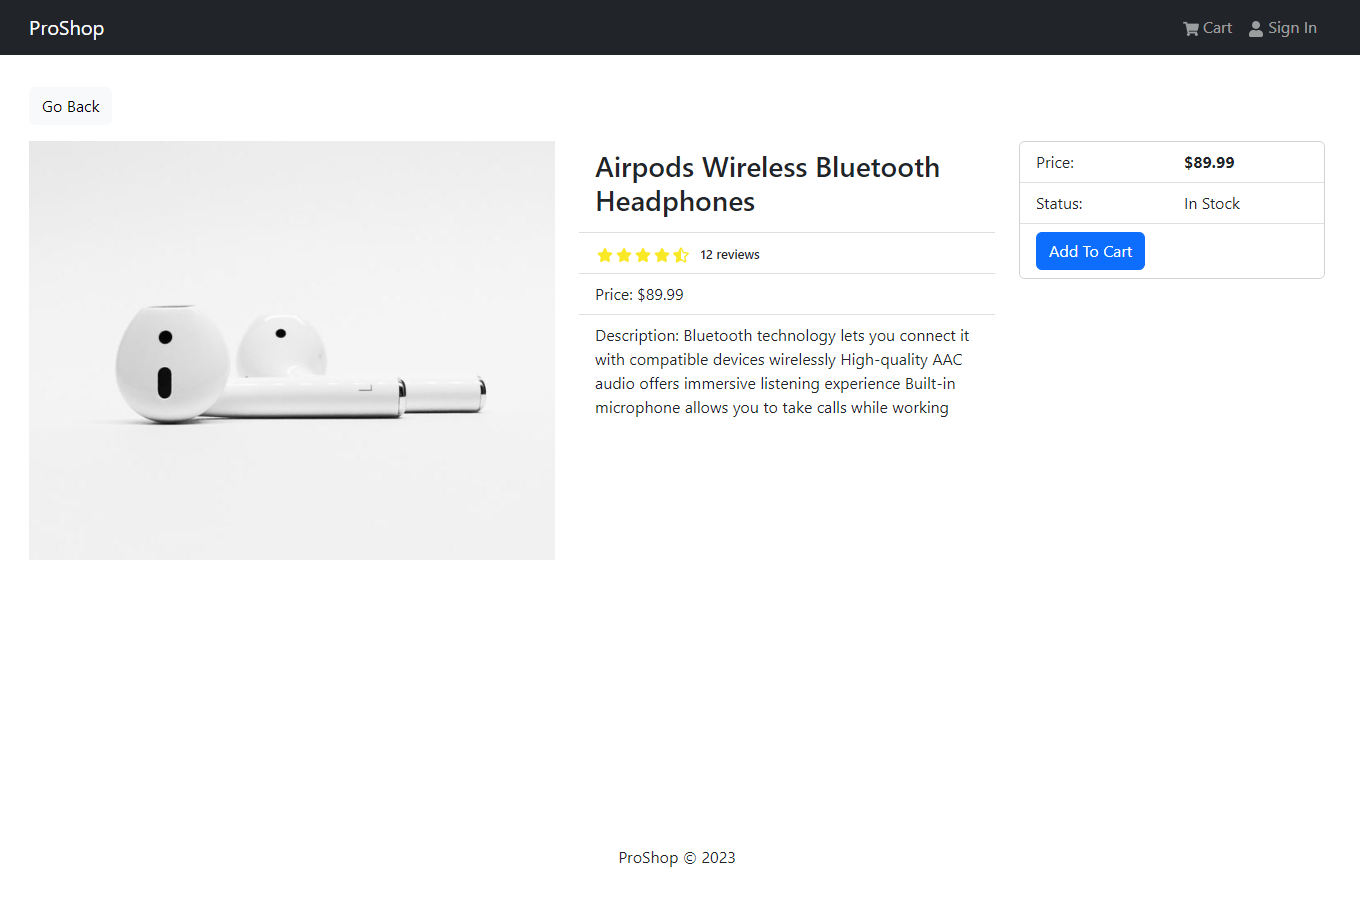 ProShop
Cart
Sign In
Go Back
Airpods Wireless Bluetooth
Headphones
12 reviews
Price: $89.99
Description: Bluetooth technology lets you connect it
with compatible devices wirelessly High-quality AAC
audio offers immersive listening experience Built-in
microphone allows you to take calls while working
Price: $89.99
Status: In Stock
Add To Cart
L
ProShop © 2023